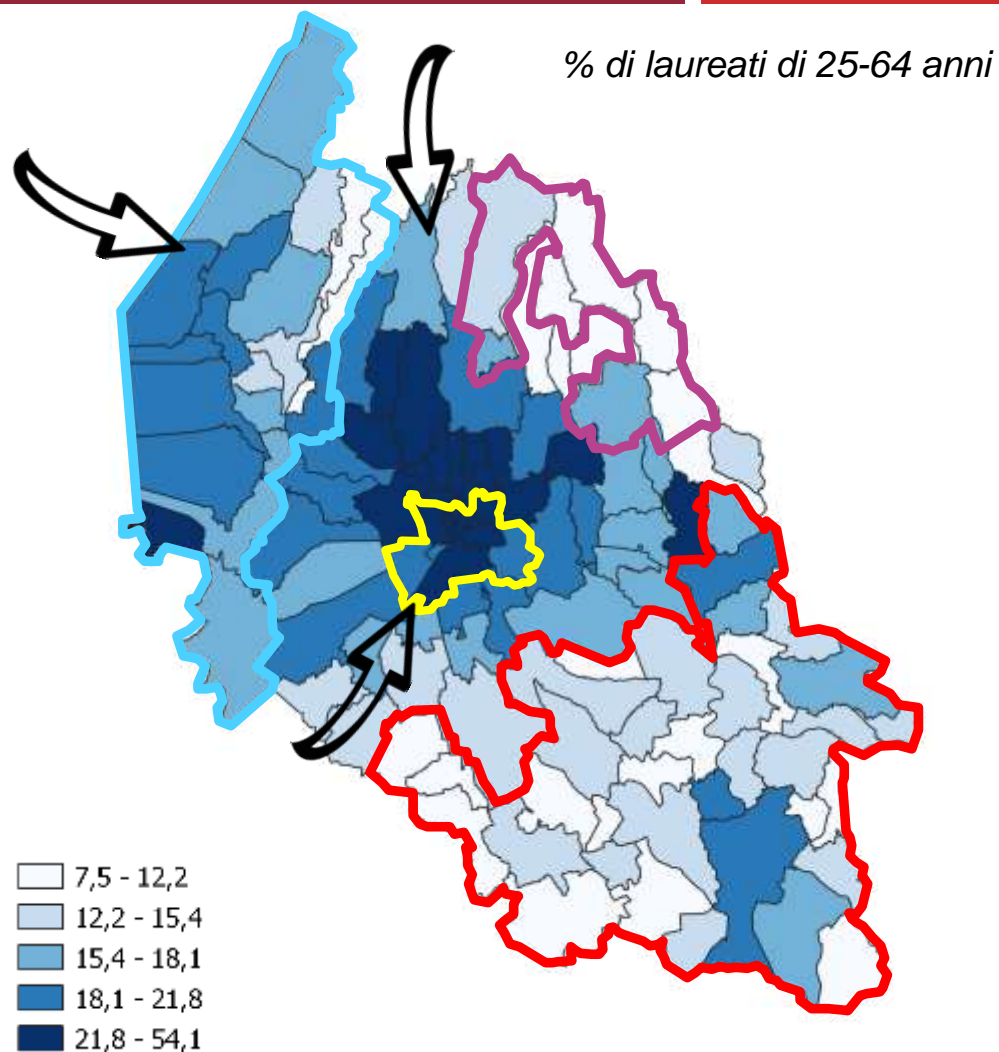 % di laureati di 25-64 anni
7,5 - 12,2
12,2 - 15,4
15,4 - 18,1
18,1 - 21,8
21,8 - 54,1